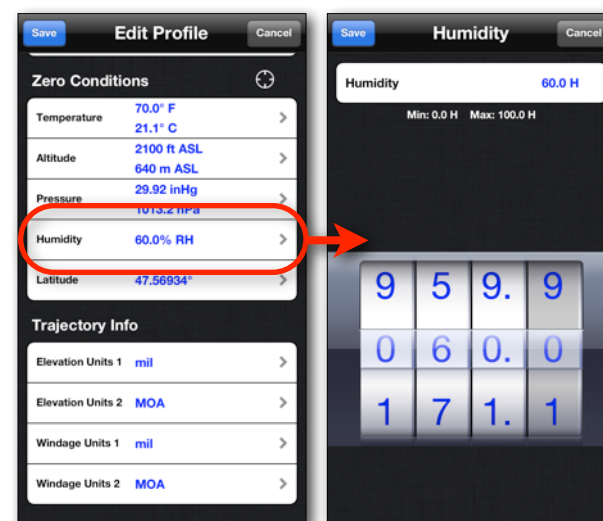 Save Edit Profile Cancel
Zero Conditions
Temperature 70.0° F
21.1° C
Altitude 2100 ft ASL
640 m ASL
Pressure 29.92 inHg
1013.2 hPa
Humidity 60.0% RH
Latitude 47.56934°
Trajectory Info
Elevation Units 1 mil
Elevation Units 2 MOA
Windage Units 1 mil
Windage Units 2 MOA
Save Humidity Cancel
Humidity 60.0 H
Min: 0.0 H Max: 100.0 H
9 5 9. 9
0 6 0. 0
1 7 1. 1